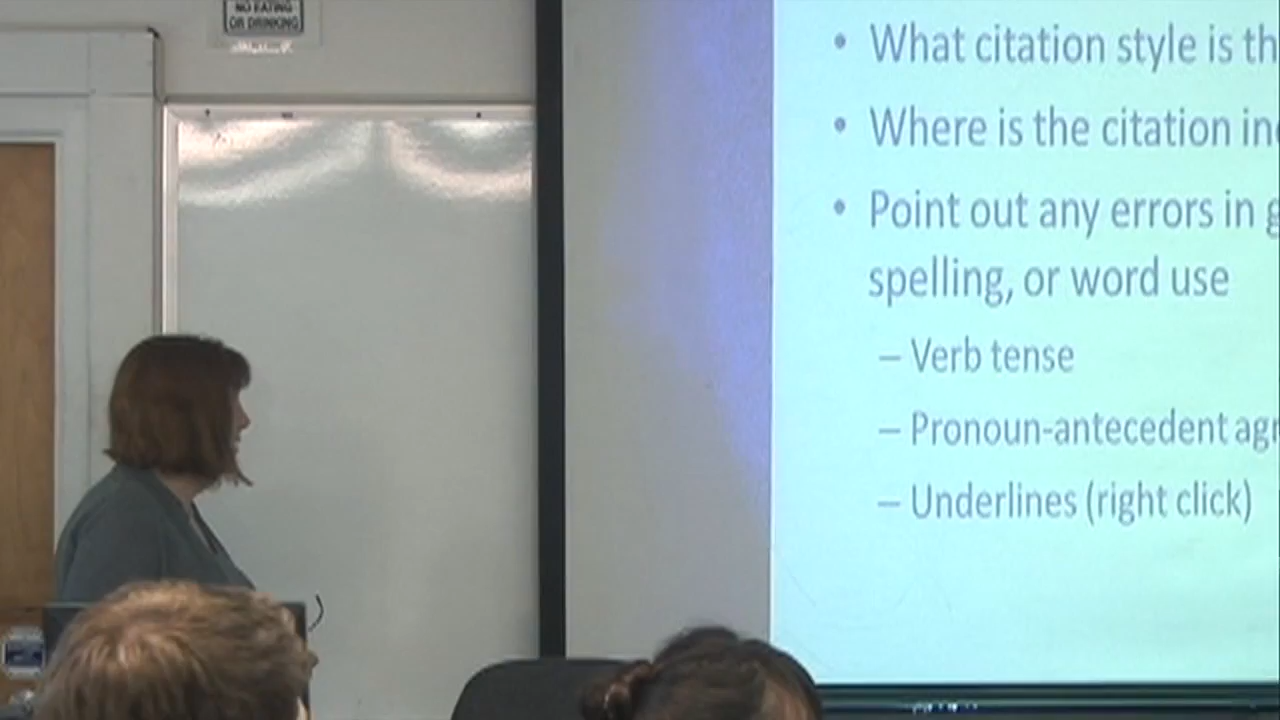 NO EATING
OR DRINKING
• What citation style is th
• Where is the citation in
• Point out any errors in g
spelling, or word use
– Verb tense
– Pronoun-antecedent agr
– Underlines (right click)